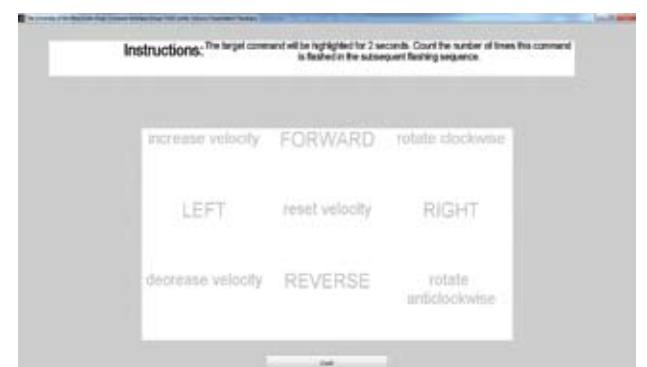 Instructions: The target command will be highlighted for 2 seconds. Count the number of times this command
is flashed in the subsequent flashing sequence.
increase velocity FORWARD rotate clockwise
LEFT reset velocity RIGHT
decrease velocity REVERSE rotate
anticlockwise